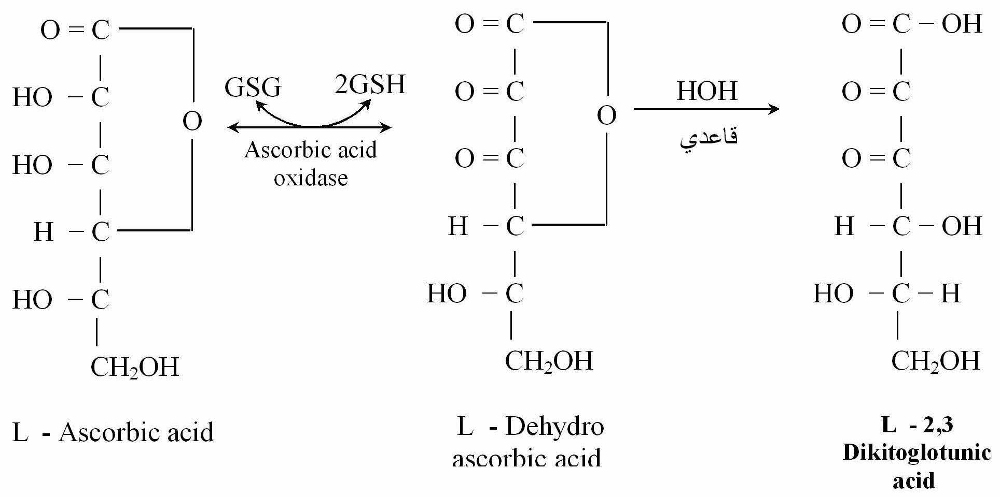 O = C
HO − C
HO − C
H − C
HO − C
CH₂OH
O
L - Ascorbic acid
GSG 2GSH
Ascorbic acid
oxidase
O = C
O = C
O = C
H − C
HO − C
CH₂OH
O
L - Dehydro
ascorbic acid
HOH
قاعدي
O = C − OH
O = C
O = C
H − C − OH
HO − C − H
CH₂OH
L - 2,3
Dikitoglotunic
acid